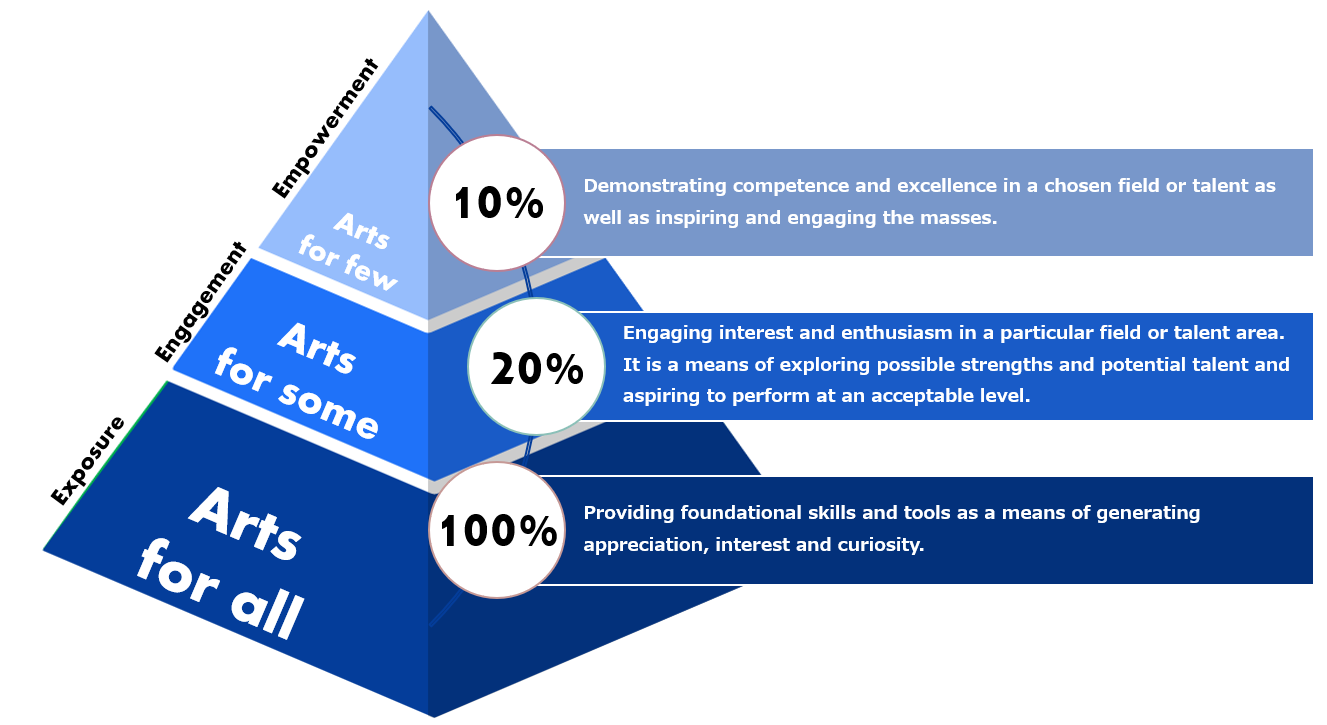 Empowerment
Arts
for few
10%
Demonstrating competence and excellence in a chosen field or talent as
well as inspiring and engaging the masses.
Engagement
Arts
for some
20%
Engaging interest and enthusiasm in a particular field or talent area.
It is a means of exploring possible strengths and potential talent and
aspiring to perform at an acceptable level.
Exposure
Arts
for all
100%
Providing foundational skills and tools as a means of generating
appreciation, interest and curiosity.